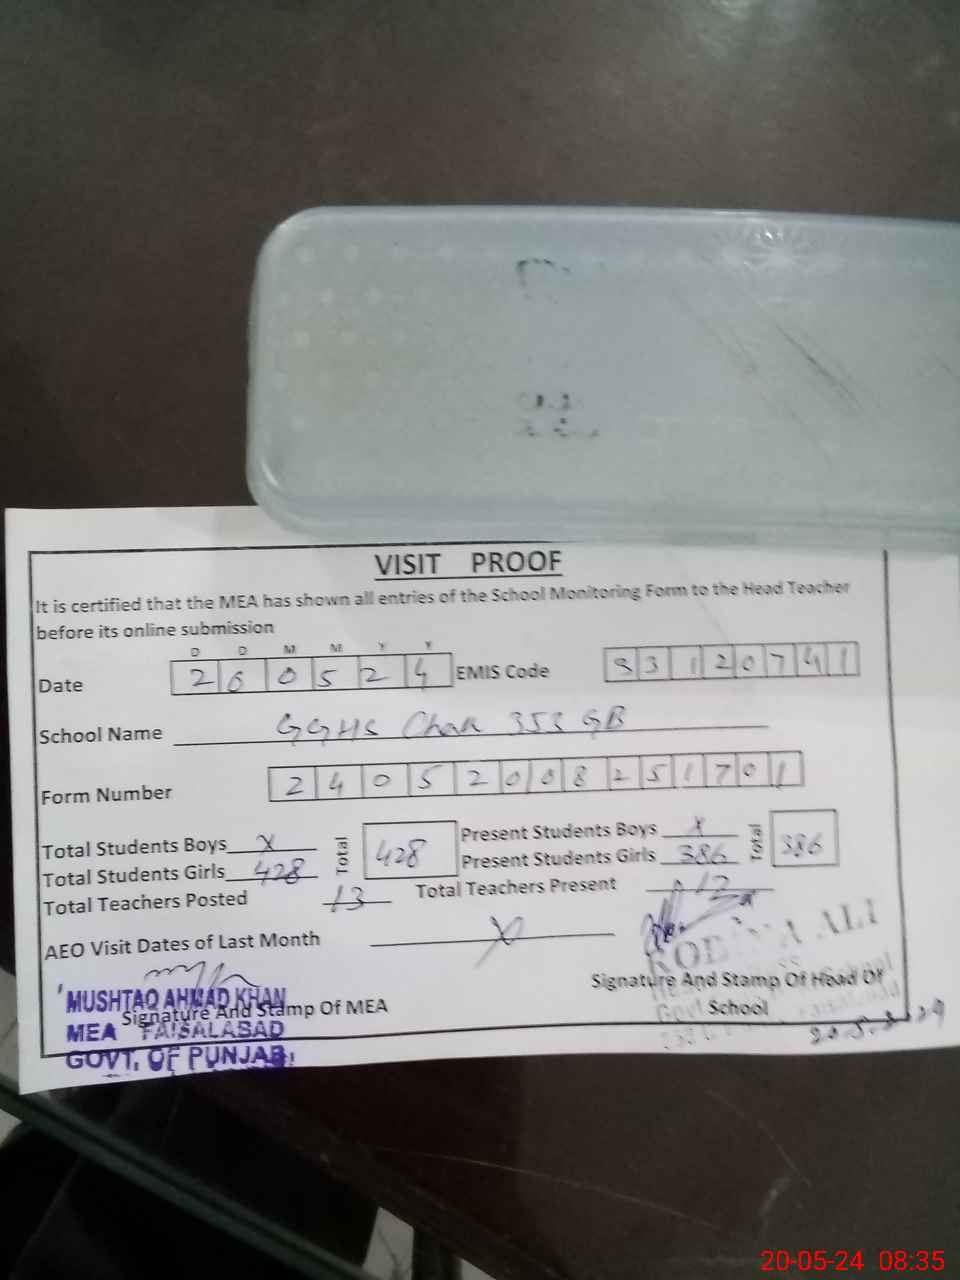 VISIT PROOF
It is certified that the MEA has shown all entries of the School Monitoring Form to the Head Teacher
before its online submission
D D M M Y Y
Date 2 0 0 5 2 4 EMIS Code 3 3 1 2 0 7 4 1
School Name GGHS Chak 353 GB
Form Number 2 4 0 5 2 0 0 8 2 5 1 7 0 1
Total Students Boys X Total 428 Present Students Boys X Total 386
Total Students Girls 428 Present Students Girls 386
Total Teachers Posted 13 Total Teachers Present 12
AEO Visit Dates of Last Month X
ALI
Signature And Stamp Of Head Of
School
Govt
20.5.2024
MUSHTAQ AHMAD KHAN
Signature And Stamp Of MEA
MEA FAISALABAD
GOVT. OF PUNJAB
20-05-24 08:35